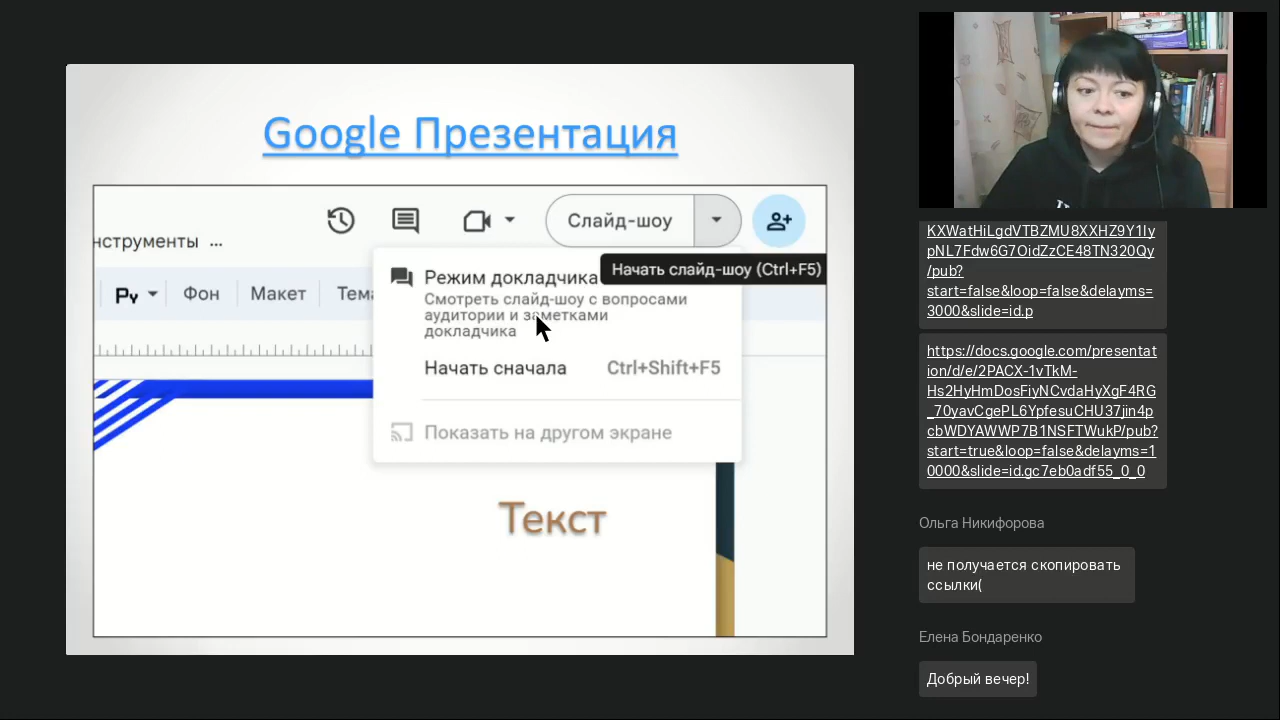 Google Презентация
Слайд-шоу
нструменты ...
Начать слайд-шоу (Ctrl+F5)
Режим докладчика
Смотреть слайд-шоу с вопросами
аудитории и заметками
докладчика
Фон
Макет
Тема
Начать сначала Ctrl+Shift+F5
Показать на другом экране
Текст
KXWatHiLgdVTBZMU8XXHZ9Y1Iy
pNL7Fdw6G7OidZzCE48TN320Qy
/pub?
start=false&loop=false&delayms=
3000&slide=id.p
https://docs.google.com/presentat
ion/d/e/2PACX-1vTkM-
Hs2HyHmDosFiyNCvdaHyXgF4RG
_70yavCgePL6YpfesuCHU37jin4p
cbWDYAWWP7B1NSFTWukP/pub?
start=true&loop=false&delayms=1
0000&slide=id.gc7eb0adf55_0_0
Ольга Никифорова
не получается скопировать
ссылки(
Елена Бондаренко
Добрый вечер!